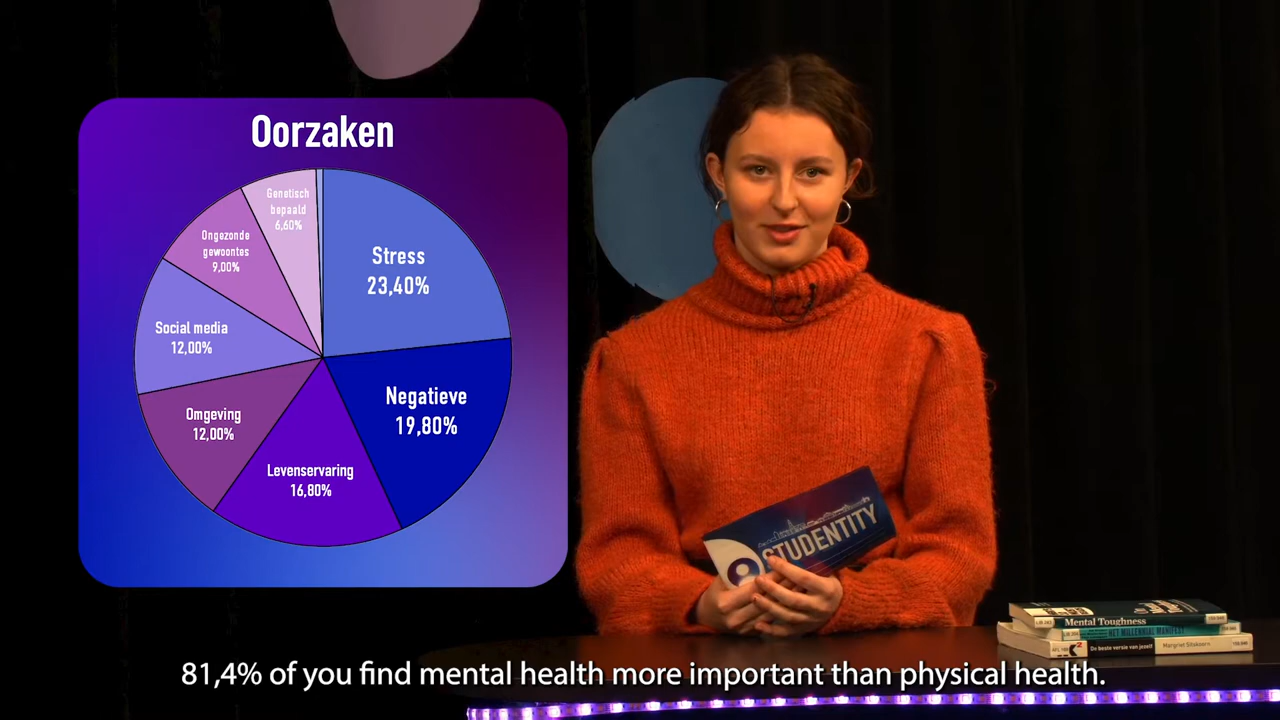 Oorzaken
Genetisch
bepaald
6,60%
Ongezonde
gewoontes
9,00%
Stress
23,40%
Social media
12,00%
Negatieve
19,80%
Omgeving
12,00%
Levenservaring
16,80%
STUDENTITY
Mental Toughness
HET MILLENNIAL MANIFEST
De beste versie van jezelf
Margriet Sitskoorn
81,4% of you find mental health more important than physical health.